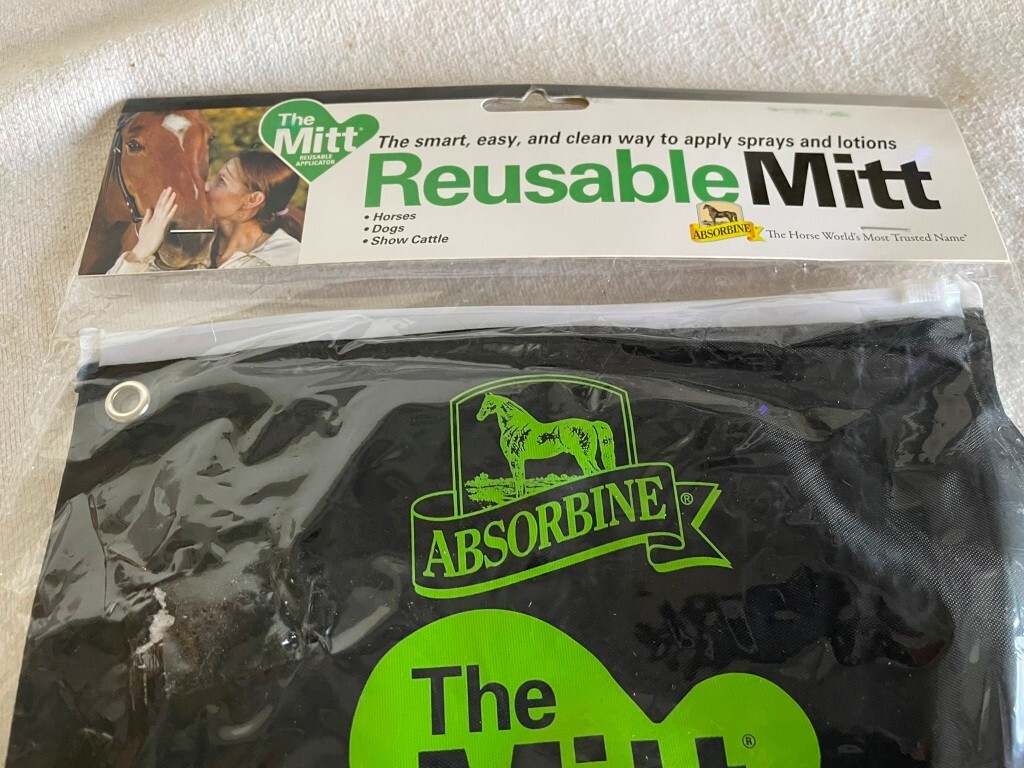 The
Mitt®
REUSABLE
APPLICATOR
The smart, easy, and clean way to apply sprays and lotions
Reusable Mitt
• Horses
• Dogs
• Show Cattle
ABSORBINE
The Horse World's Most Trusted Name®
ABSORBINE®
The
Mitt®